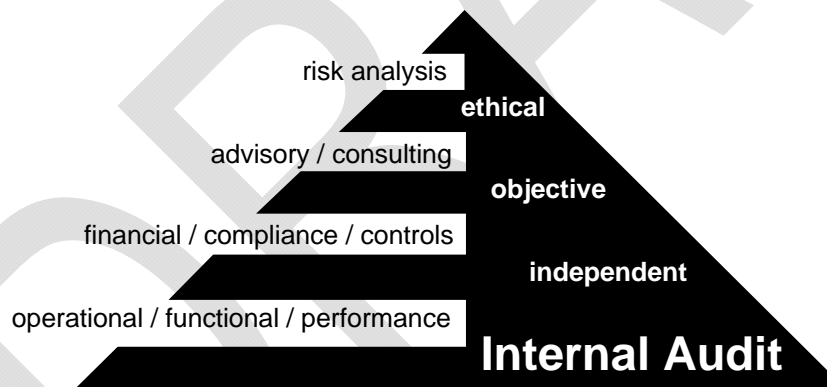 risk analysis
ethical
advisory / consulting
objective
financial / compliance / controls
independent
operational / functional / performance
Internal Audit